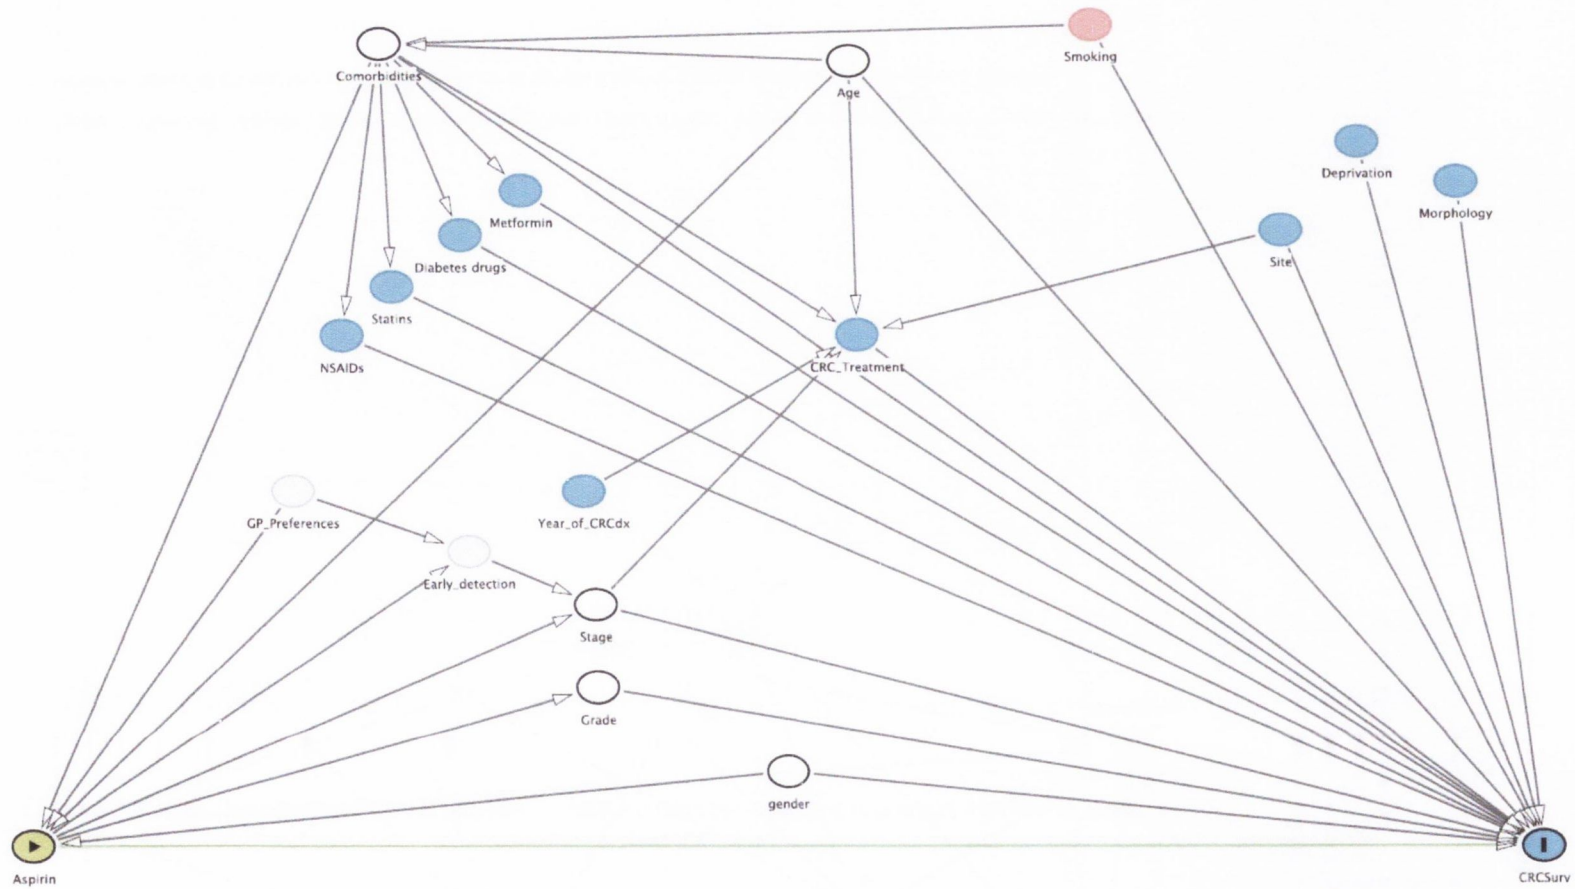 Smoking
Comorbidities
Age
Deprivation
Morphology
Metformin
Site
Diabetes drugs
Statins
NSAIDs
CRC_Treatment
GP_Preferences
Year_of_CRCdx
Early_detection
Stage
Grade
gender
Aspirin
CRCSurv